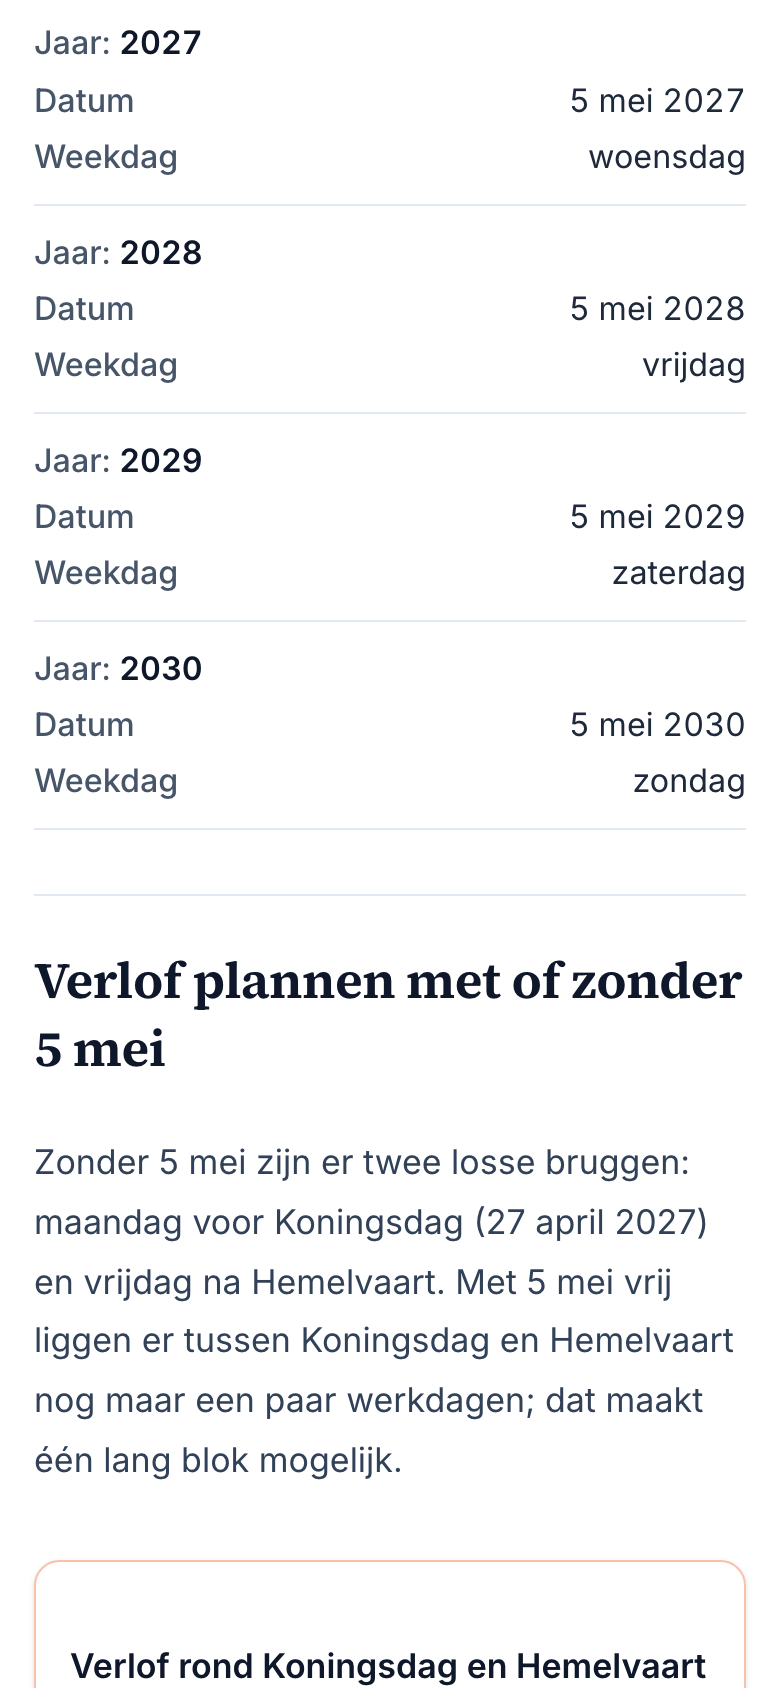 Jaar: 2027
Datum 5 mei 2027
Weekdag woensdag
Jaar: 2028
Datum 5 mei 2028
Weekdag vrijdag
Jaar: 2029
Datum 5 mei 2029
Weekdag zaterdag
Jaar: 2030
Datum 5 mei 2030
Weekdag zondag
Verlof plannen met of zonder
5 mei
Zonder 5 mei zijn er twee losse bruggen:
maandag voor Koningsdag (27 april 2027)
en vrijdag na Hemelvaart. Met 5 mei vrij
liggen er tussen Koningsdag en Hemelvaart
nog maar een paar werkdagen; dat maakt
één lang blok mogelijk.
Verlof rond Koningsdag en Hemelvaart